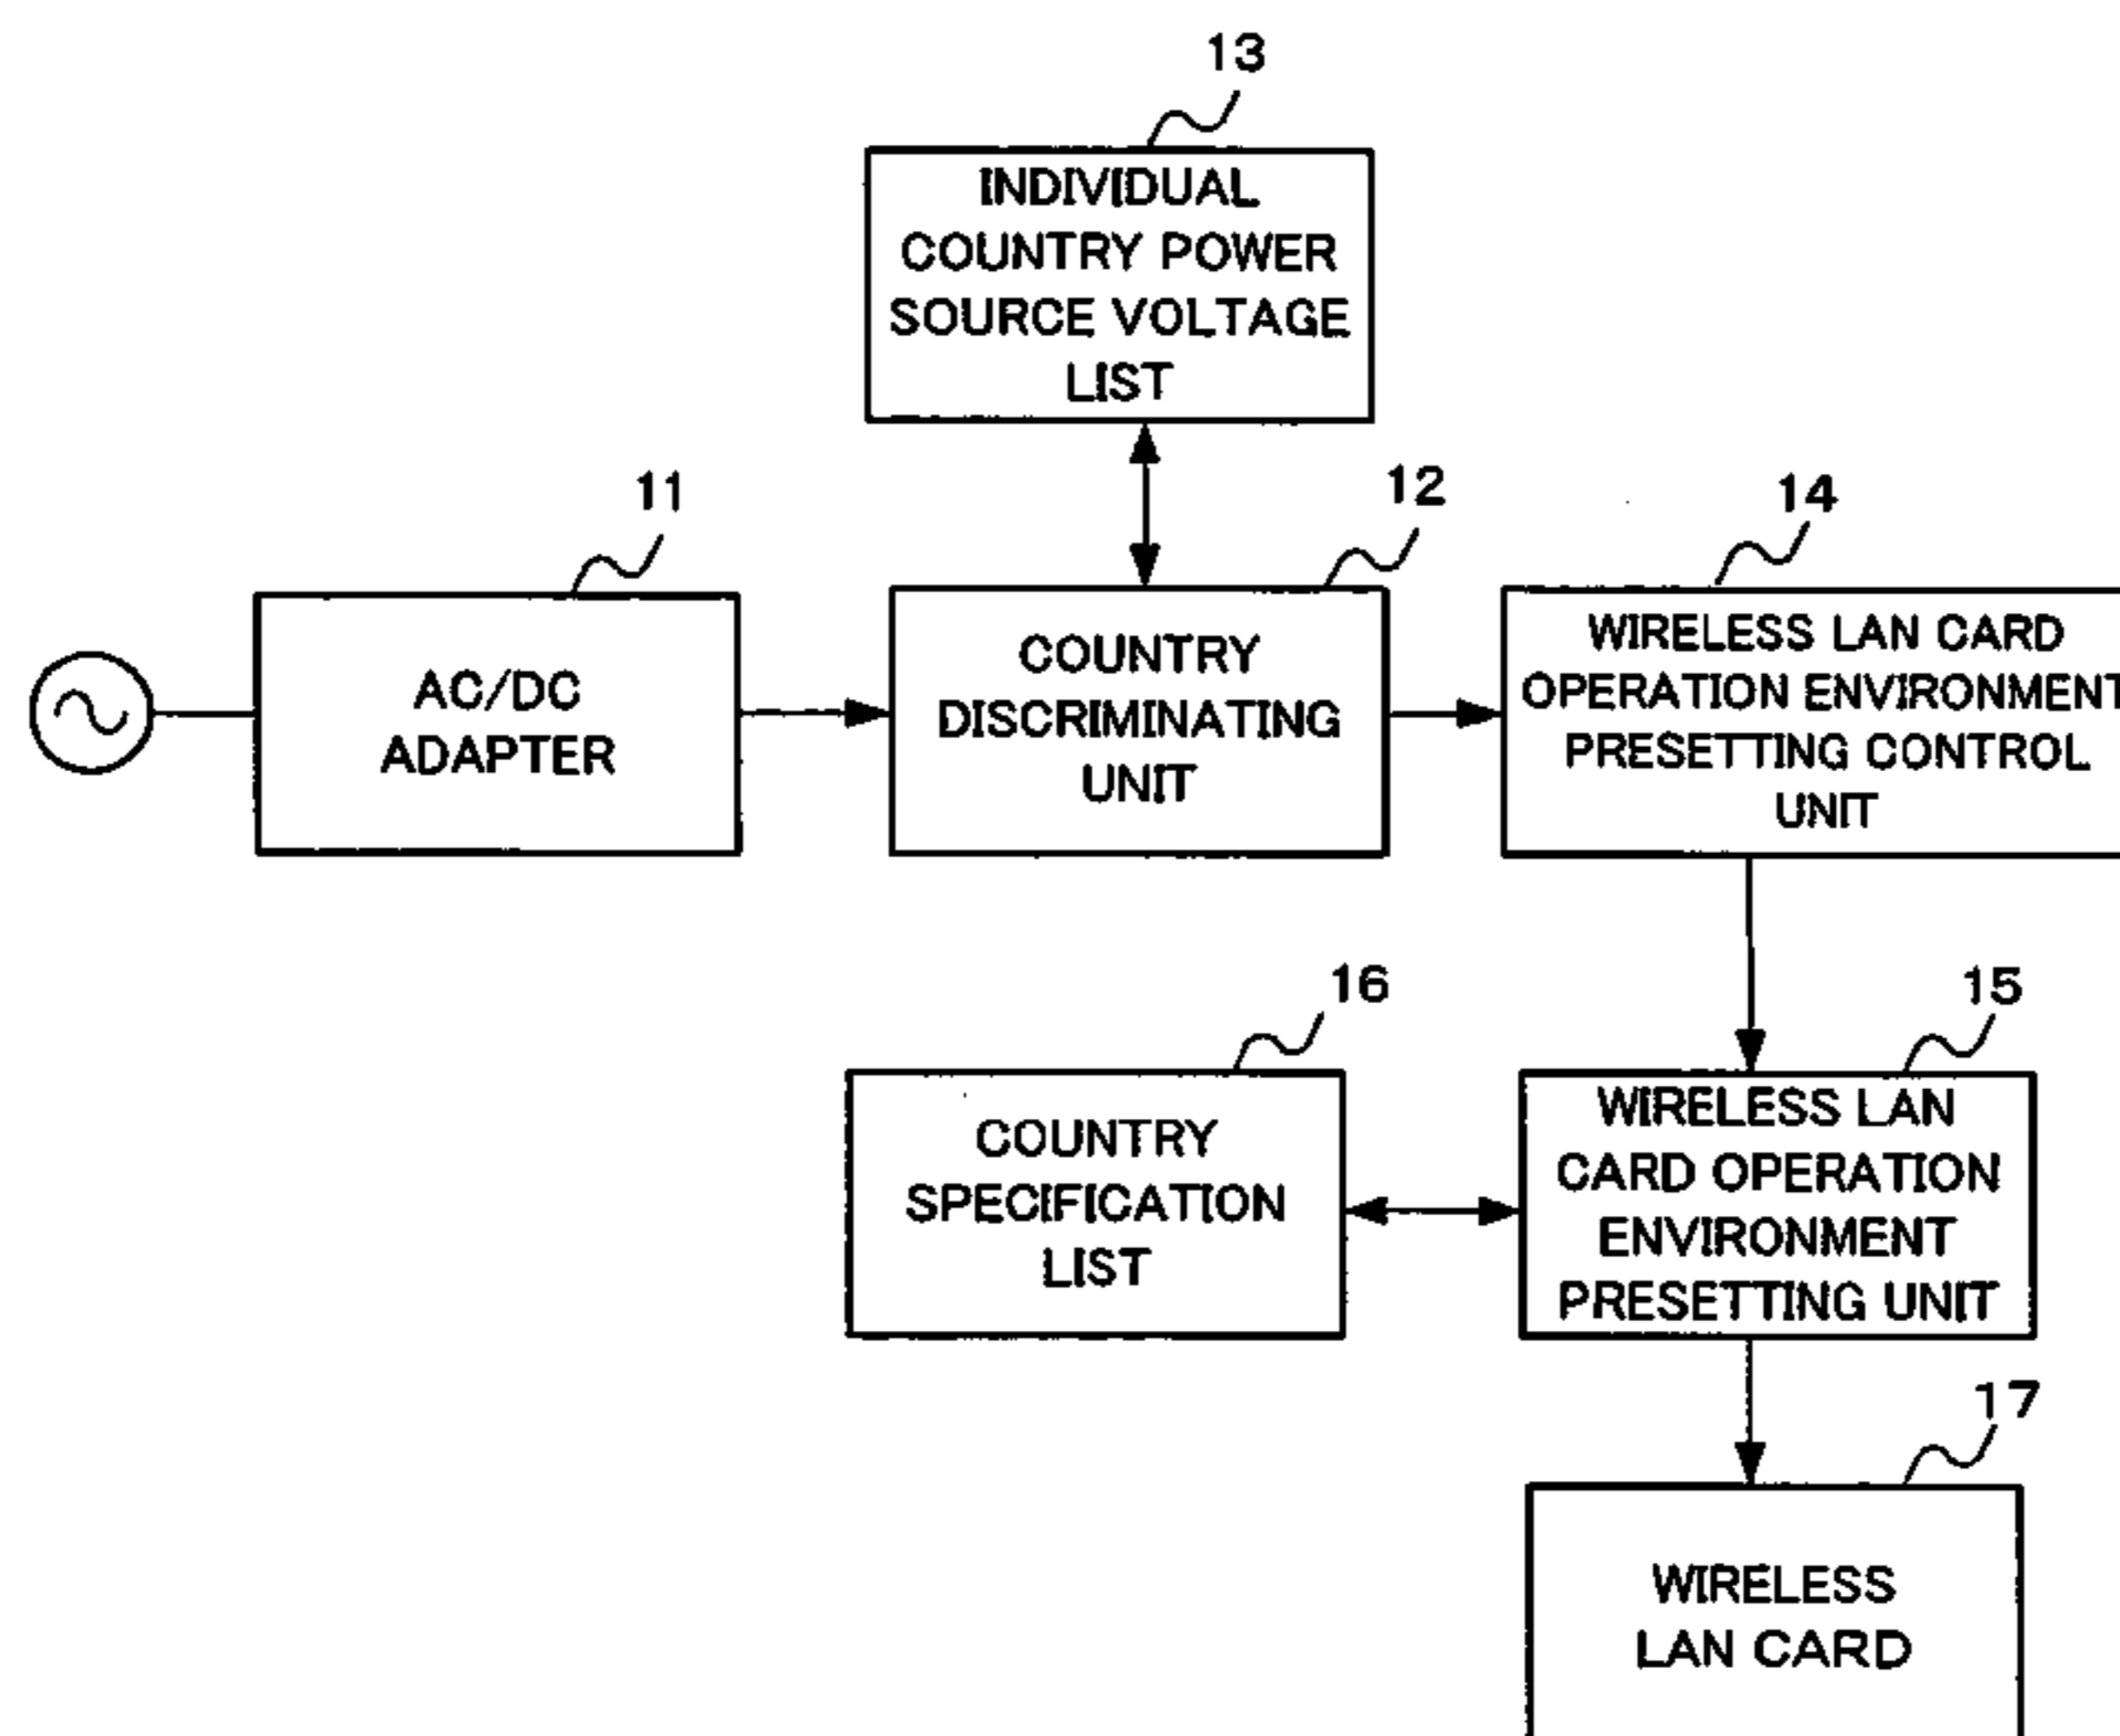 13
INDIVIDUAL
COUNTRY POWER
SOURCE VOLTAGE
LIST
11
AC/DC
ADAPTER
12
COUNTRY
DISCRIMINATING
UNIT
14
WIRELESS LAN CARD
OPERATION ENVIRONMENT
PRESETTING CONTROL
UNIT
16
COUNTRY
SPECIFICATION
LIST
15
WIRELESS LAN
CARD OPERATION
ENVIRONMENT
PRESETTING UNIT
17
WIRELESS
LAN CARD